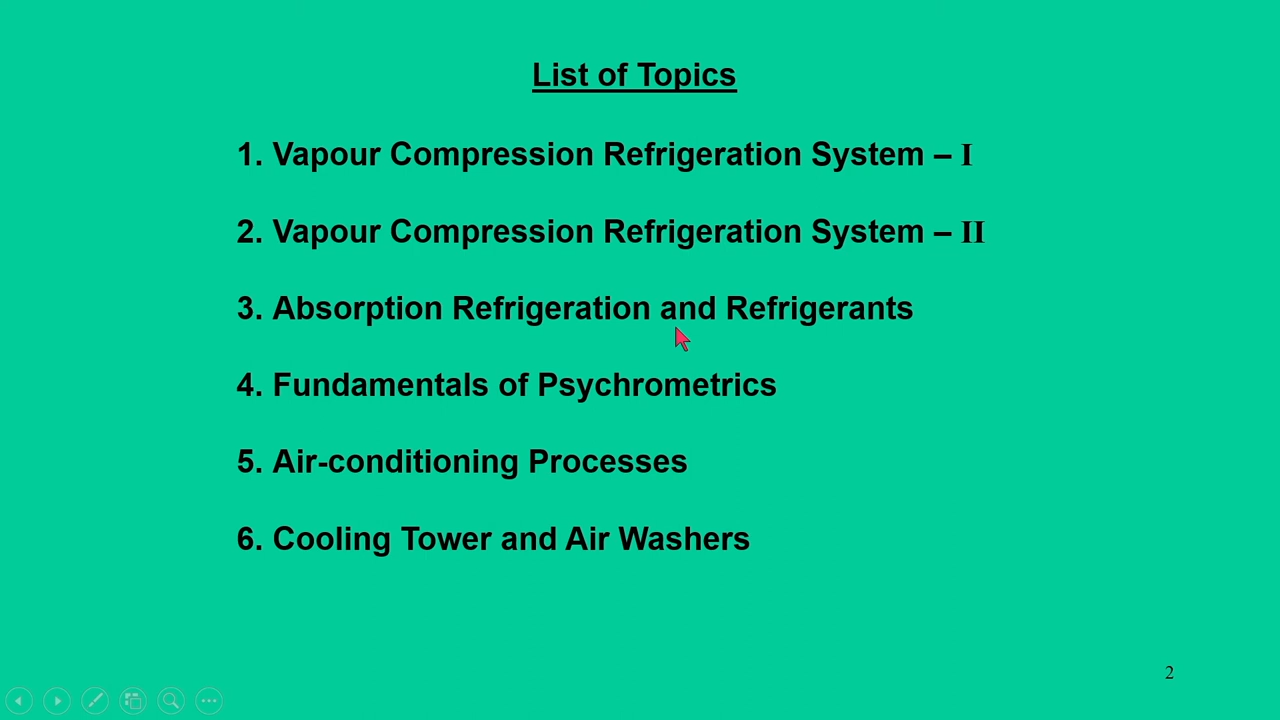 List of Topics
1. Vapour Compression Refrigeration System – I
2. Vapour Compression Refrigeration System – II
3. Absorption Refrigeration and Refrigerants
4. Fundamentals of Psychrometrics
5. Air-conditioning Processes
6. Cooling Tower and Air Washers
2